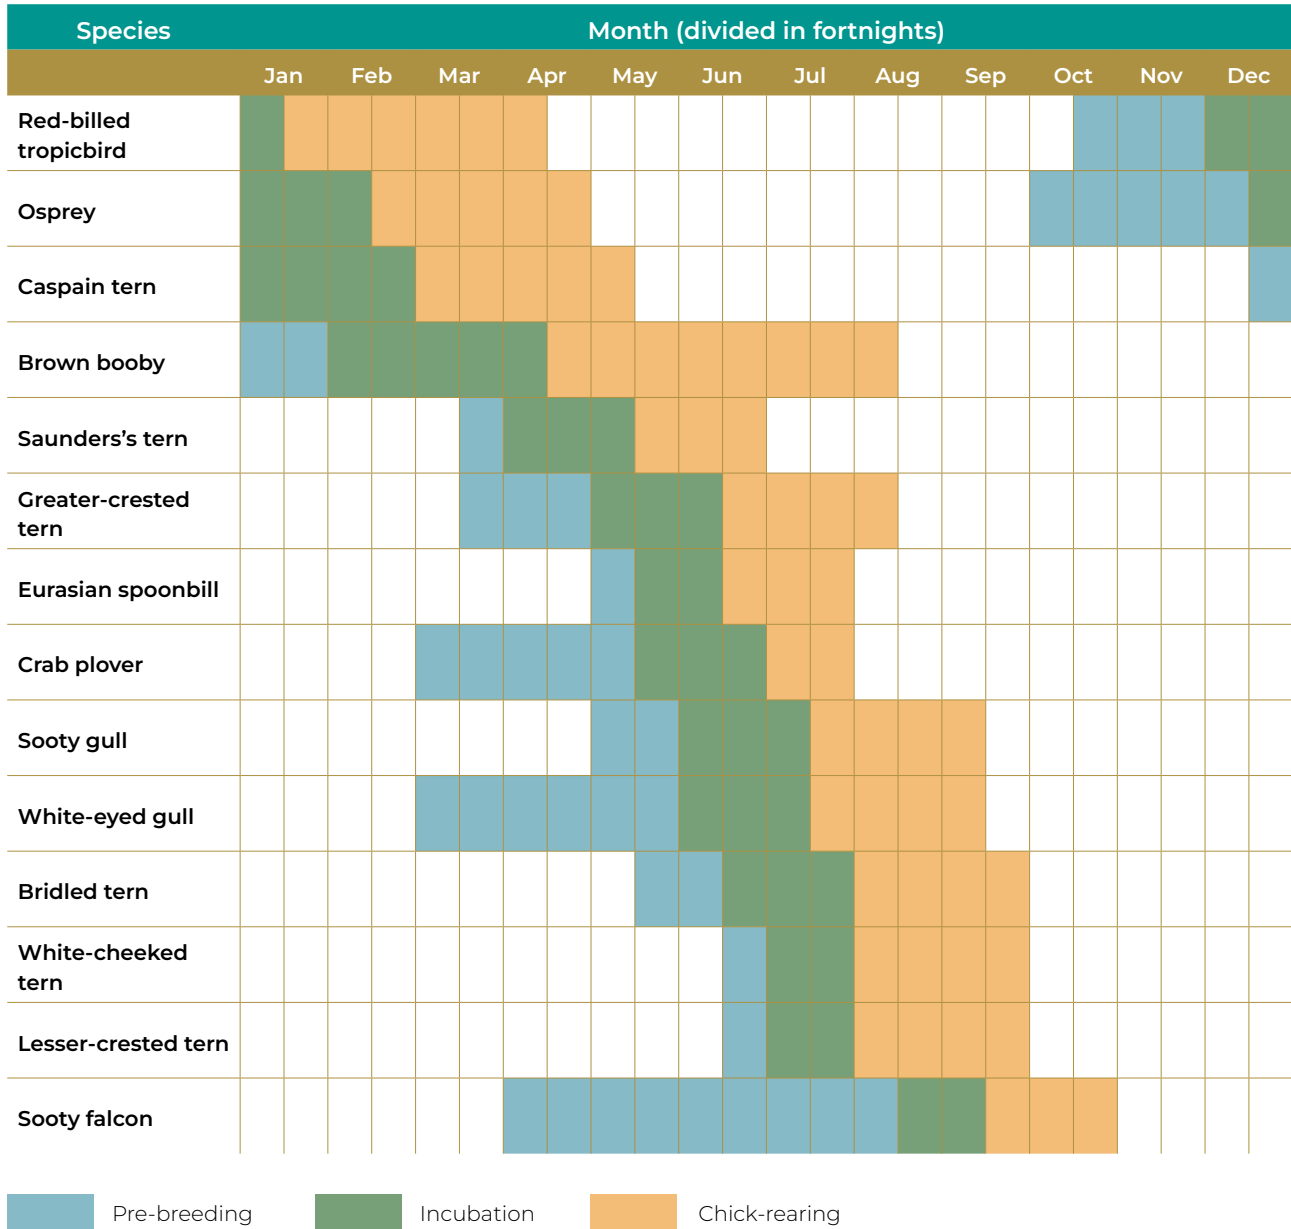 Species Month (divided in fortnights)
Jan Feb Mar Apr May Jun Jul Aug Sep Oct Nov Dec
Red-billed
tropicbird
Osprey
Caspain tern
Brown booby
Saunders’s tern
Greater-crested
tern
Eurasian spoonbill
Crab plover
Sooty gull
White-eyed gull
Bridled tern
White-cheeked
tern
Lesser-crested tern
Sooty falcon
Pre-breeding Incubation Chick-rearing